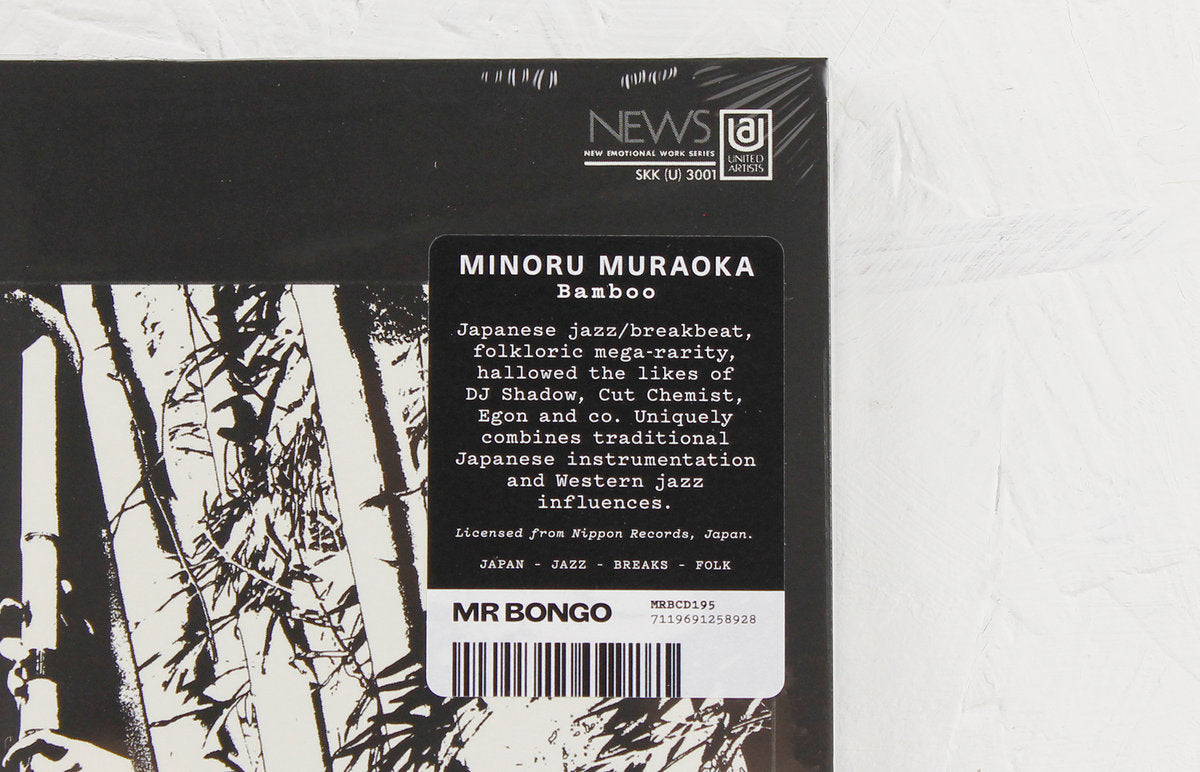 NEWS
NEW EMOTIONAL WORK SERIES
SKK (U) 3001
UA
UNITED
ARTISTS
MINORU MURAOKA
Bamboo
Japanese jazz/breakbeat,
folkloric mega-rarity,
hallowed the likes of
DJ Shadow, Cut Chemist,
Egon and co. Uniquely
combines traditional
Japanese instrumentation
and Western jazz
influences.
Licensed from Nippon Records, Japan.
JAPAN - JAZZ - BREAKS - FOLK
MR BONGO
MRBCD195
7119691258928